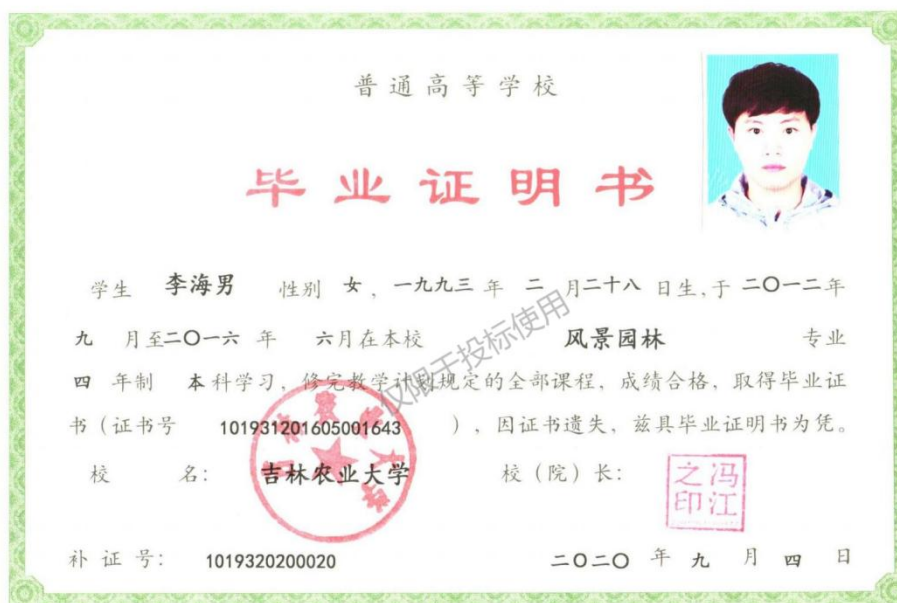 普通高等学校
毕业证明书
学生 李海男 性别 女，一九九三 年 二 月二十八 日生,于 二〇一二年
九 月至二〇一六 年 六月在本校 风景园林 专业
四 年制 本科学习，修完教学计划规定的全部课程，成绩合格，取得毕业证
书（证书号 101931201605001643 ），因证书遗失，兹具毕业证明书为凭。
校 名： 吉林农业大学 校（院）长：
冯江之印
补 证 号： 1019320200020 二〇二〇 年 九 月 四 日
仅限于投标使用